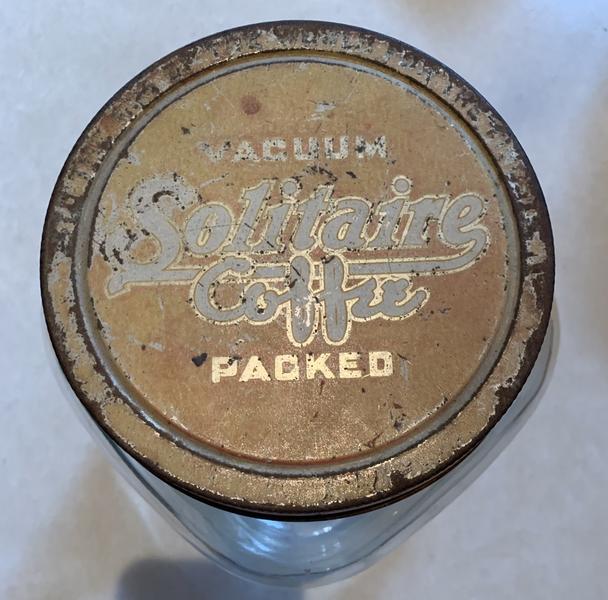 VACUUM
Solitaire
Coffee
PACKED